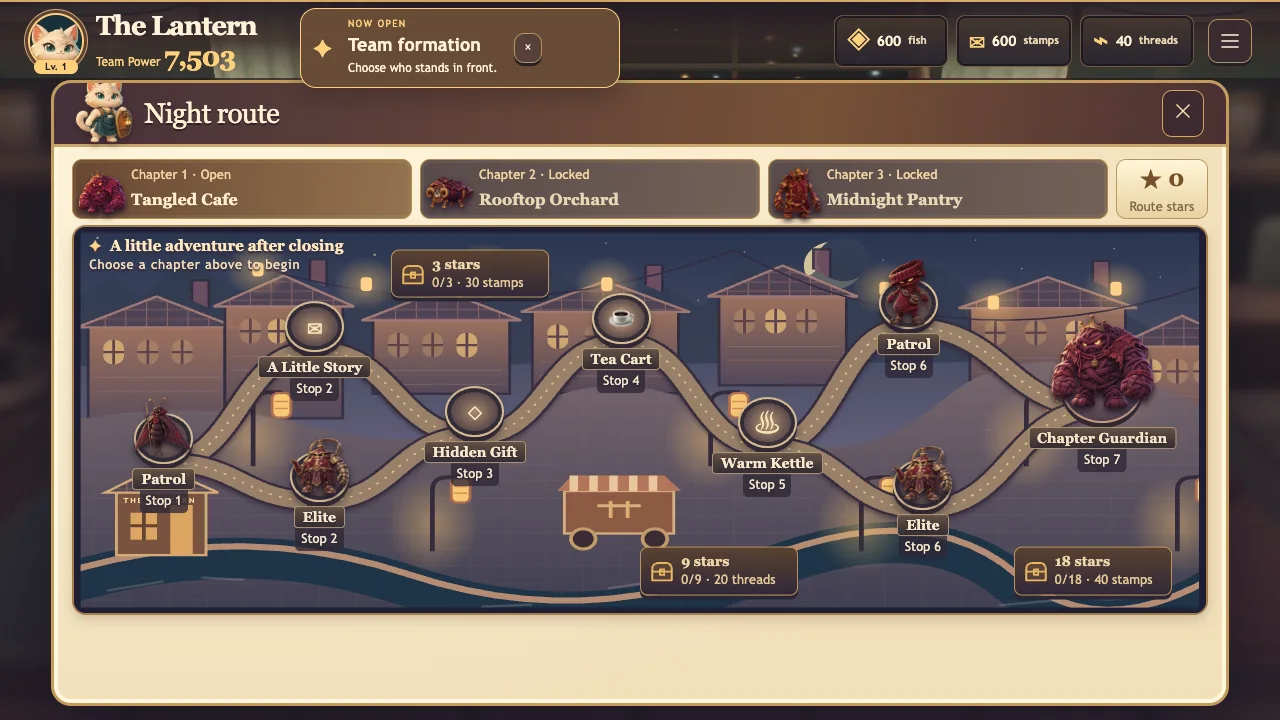 The Lantern
Team Power 7,503
Lv. 1
NOW OPEN
Team formation
Choose who stands in front.
×
600 fish
600 stamps
40 threads
Night route
Chapter 1 · Open
Tangled Cafe
Chapter 2 · Locked
Rooftop Orchard
Chapter 3 · Locked
Midnight Pantry
★ 0
Route stars
A little adventure after closing
Choose a chapter above to begin
3 stars
0/3 · 30 stamps
A Little Story
Stop 2
Tea Cart
Stop 4
Patrol
Stop 6
Hidden Gift
Stop 3
Warm Kettle
Stop 5
Chapter Guardian
Stop 7
Patrol
Stop 1
Elite
Stop 2
Elite
Stop 6
9 stars
0/9 · 20 threads
18 stars
0/18 · 40 stamps